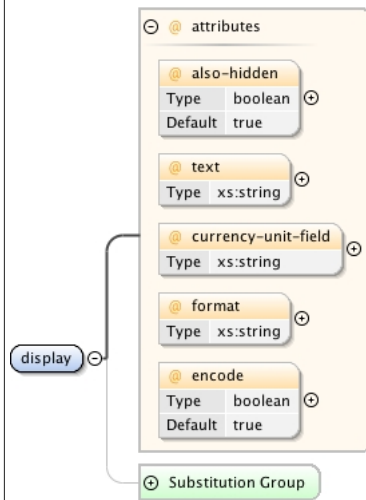 @ attributes
@ also-hidden
Type boolean
Default true
@ text
Type xs:string
@ currency-unit-field
Type xs:string
@ format
Type xs:string
display
@ encode
Type boolean
Default true
Substitution Group